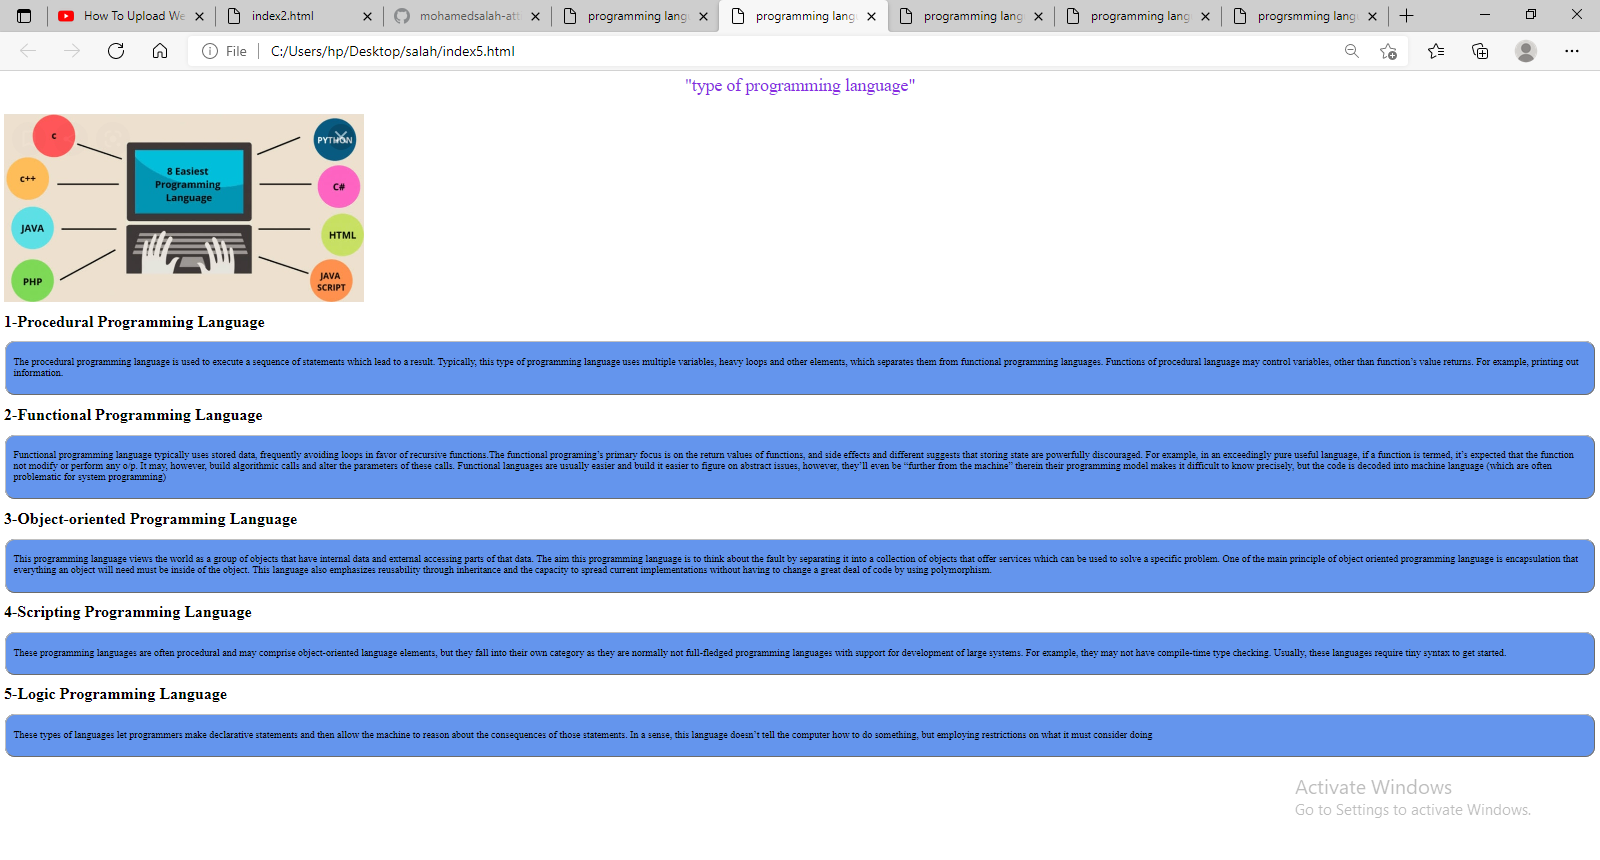 How To Upload We
index2.html
mohamedsalah-att
programming lang
programming lang
programming lang
programming lang
progrsmming lang
File
C:/Users/hp/Desktop/salah/index5.html
"type of programming language"
C
C++
JAVA
PHP
8 Easiest
Programming
Language
PYTHON
C#
HTML
JAVA
SCRIPT
1-Procedural Programming Language
The procedural programming language is used to execute a sequence of statements which lead to a result. Typically, this type of programming language uses multiple variables, heavy loops and other elements, which separates them from functional programming languages. Functions of procedural language may control variables, other than function’s value returns. For example, printing out
information.
2-Functional Programming Language
Functional programming language typically uses stored data, frequently avoiding loops in favor of recursive functions.The functional programing’s primary focus is on the return values of functions, and side effects and different suggests that storing state are powerfully discouraged. For example, in an exceedingly pure useful language, if a function is termed, it’s expected that the function
not modify or perform any o/p. It may, however, build algorithmic calls and alter the parameters of these calls. Functional languages are usually easier and build it easier to figure on abstract issues, however, they’ll even be “further from the machine” therein their programming model makes it difficult to know precisely, but the code is decoded into machine language (which are often
problematic for system programming)
3-Object-oriented Programming Language
This programming language views the world as a group of objects that have internal data and external accessing parts of that data. The aim this programming language is to think about the fault by separating it into a collection of objects that offer services which can be used to solve a specific problem. One of the main principle of object oriented programming language is encapsulation that
everything an object will need must be inside of the object. This language also emphasizes reusability through inheritance and the capacity to spread current implementations without having to change a great deal of code by using polymorphism.
4-Scripting Programming Language
These programming languages are often procedural and may comprise object-oriented language elements, but they fall into their own category as they are normally not full-fledged programming languages with support for development of large systems. For example, they may not have compile-time type checking. Usually, these languages require tiny syntax to get started.
5-Logic Programming Language
These types of languages let programmers make declarative statements and then allow the machine to reason about the consequences of those statements. In a sense, this language doesn’t tell the computer how to do something, but employing restrictions on what it must consider doing
Activate Windows
Go to Settings to activate Windows.